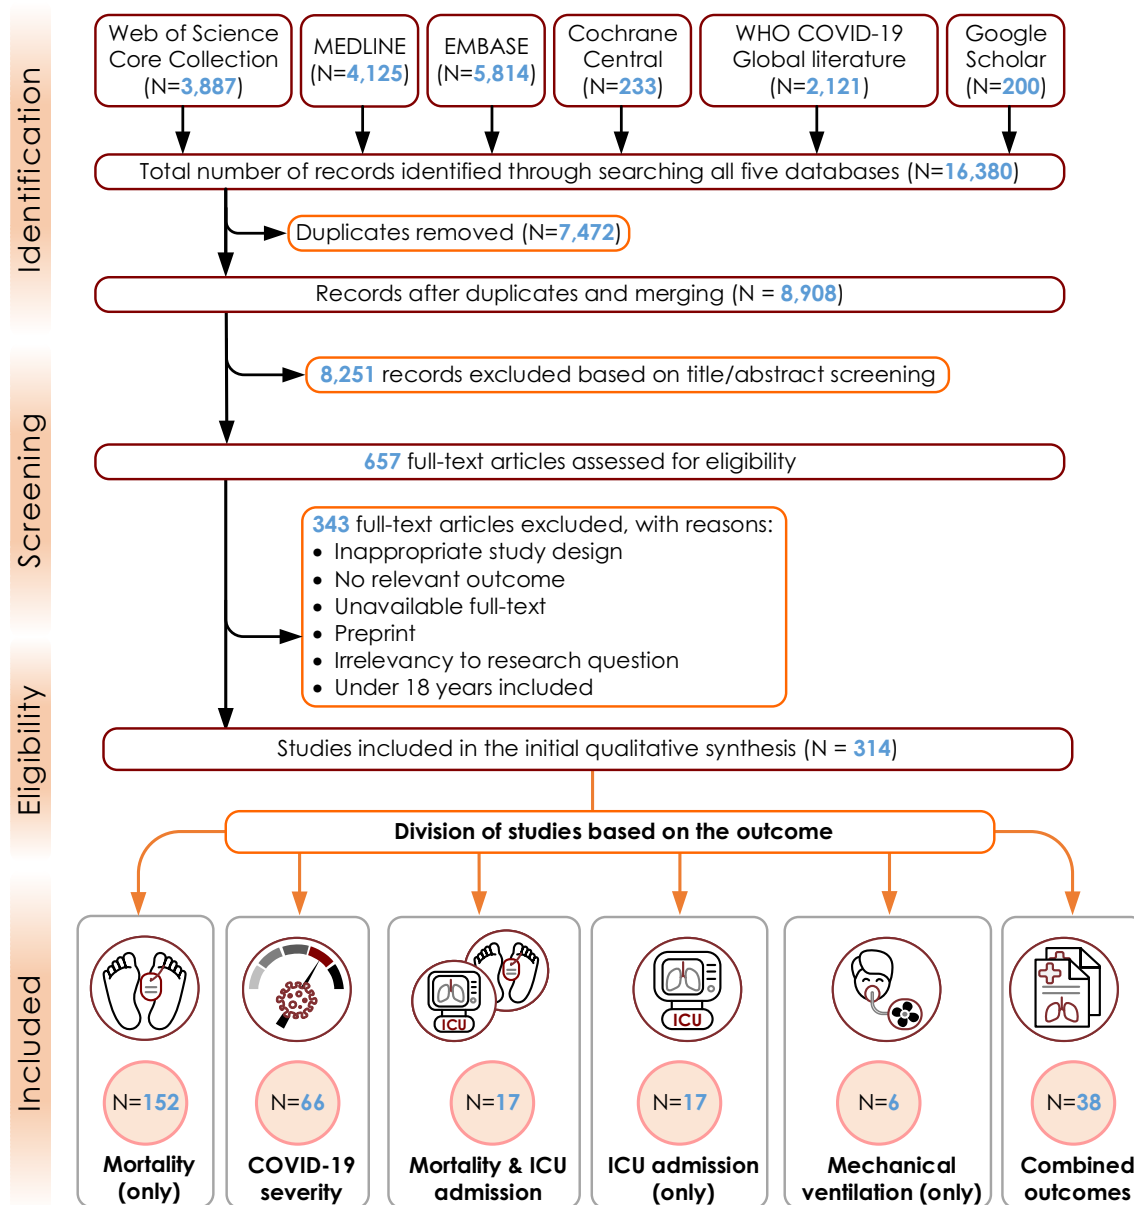 Identification
Web of Science
Core Collection
(N=3,887)
MEDLINE
(N=4,125)
EMBASE
(N=5,814)
Cochrane
Central
(N=233)
WHO COVID-19
Global literature
(N=2,121)
Google
Scholar
(N=200)
Total number of records identified through searching all five databases (N=16,380)
Duplicates removed (N=7,472)
Records after duplicates and merging (N = 8,908)
Screening
8,251 records excluded based on title/abstract screening
657 full-text articles assessed for eligibility
343 full-text articles excluded, with reasons:
• Inappropriate study design
• No relevant outcome
• Unavailable full-text
• Preprint
• Irrelevancy to research question
• Under 18 years included
Eligibility
Studies included in the initial qualitative synthesis (N = 314)
Division of studies based on the outcome
Included
N=152
Mortality
(only)
N=66
COVID-19
severity
ICU
N=17
Mortality & ICU
admission
ICU
N=17
ICU admission
(only)
N=6
Mechanical
ventilation (only)
N=38
Combined
outcomes